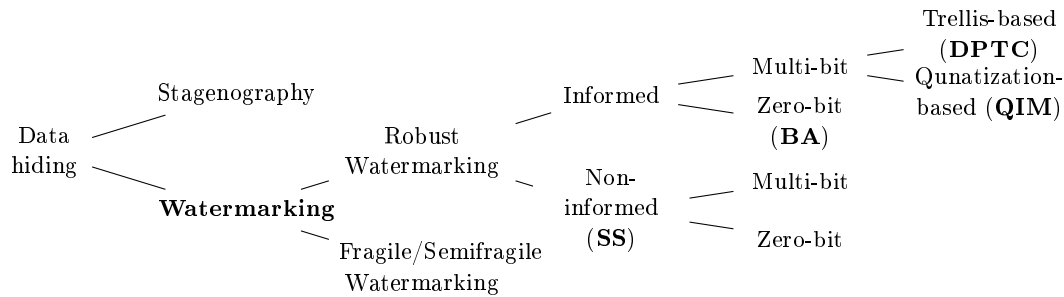 Data
hiding
Stagenography
Watermarking
Robust
Watermarking
Fragile/Semifragile
Watermarking
Informed
Non-
informed
(SS)
Multi-bit
Zero-bit
(BA)
Multi-bit
Zero-bit
Trellis-based
(DPTC)
Qunatization-
based (QIM)